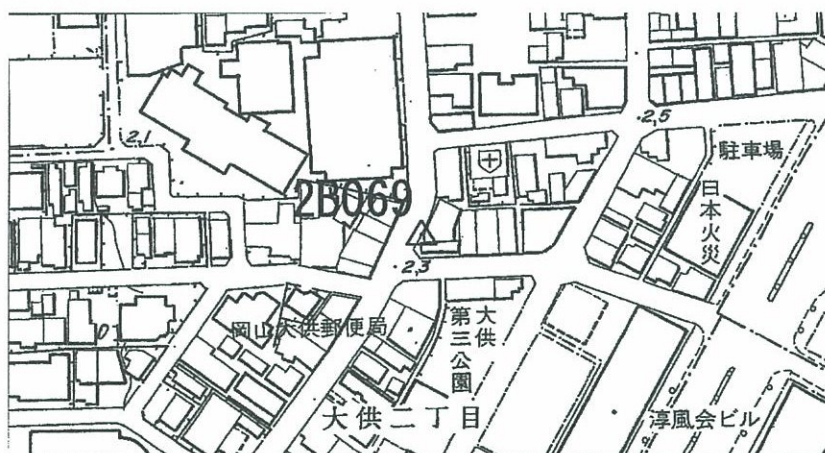 2,5
2,1
駐車場
日本火災
2B069
2,3
岡山大供郵便局
大供
第三公園
大供二丁目
淳風会ビル